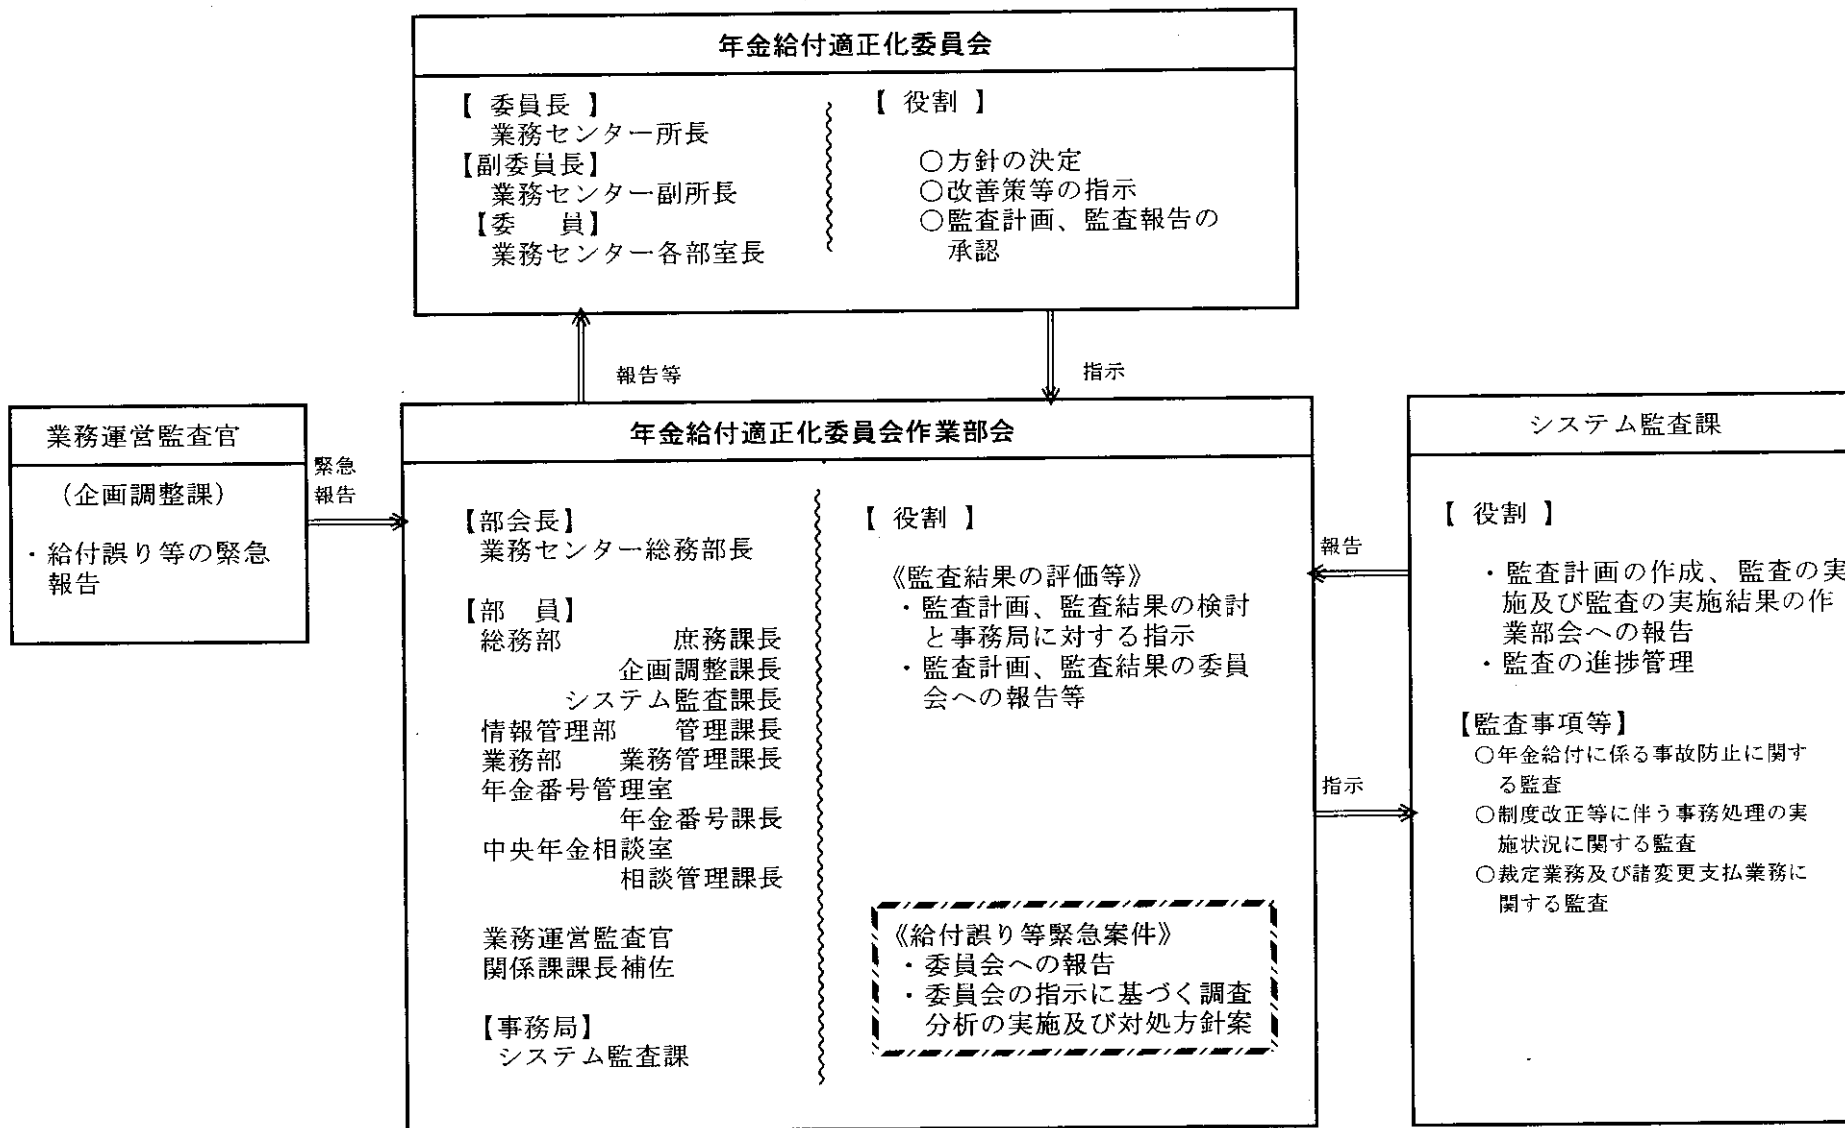 年金給付適正化委員会
【 委員長 】
業務センター所長
【副委員長】
業務センター副所長
【委　員】
業務センター各部室長
【 役割 】
○方針の決定
○改善策等の指示
○監査計画、監査報告の
承認
報告等
指示
業務運営監査官
（企画調整課）
・給付誤り等の緊急
報告
緊急
報告
年金給付適正化委員会作業部会
【部会長】
業務センター総務部長
【部　員】
総務部　　　庶務課長
企画調整課長
システム監査課長
情報管理部　　管理課長
業務部　　業務管理課長
年金番号管理室
年金番号課長
中央年金相談室
相談管理課長
業務運営監査官
関係課課長補佐
【事務局】
システム監査課
【 役割 】
《監査結果の評価等》
・監査計画、監査結果の検討
と事務局に対する指示
・監査計画、監査結果の委員
会への報告等
《給付誤り等緊急案件》
・委員会への報告
・委員会の指示に基づく調査
分析の実施及び対処方針案
報告
指示
システム監査課
【 役割 】
・監査計画の作成、監査の実
施及び監査の実施結果の作
業部会への報告
・監査の進捗管理
【監査事項等】
○年金給付に係る事故防止に関す
る監査
○制度改正等に伴う事務処理の実
施状況に関する監査
○裁定業務及び諸変更支払業務に
関する監査